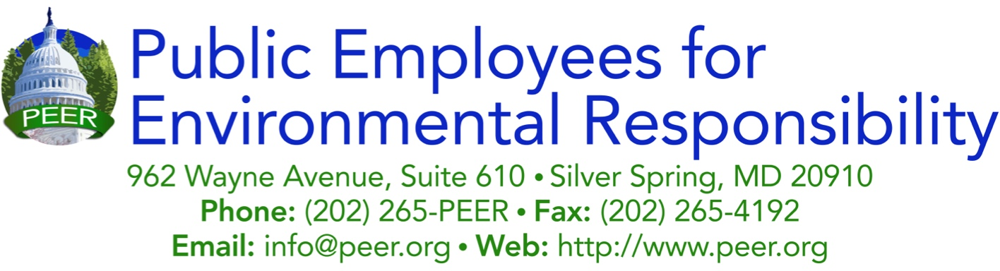 PEER
Public Employees for
Environmental Responsibility
962 Wayne Avenue, Suite 610 • Silver Spring, MD 20910
Phone: (202) 265-PEER • Fax: (202) 265-4192
Email: info@peer.org • Web: http://www.peer.org